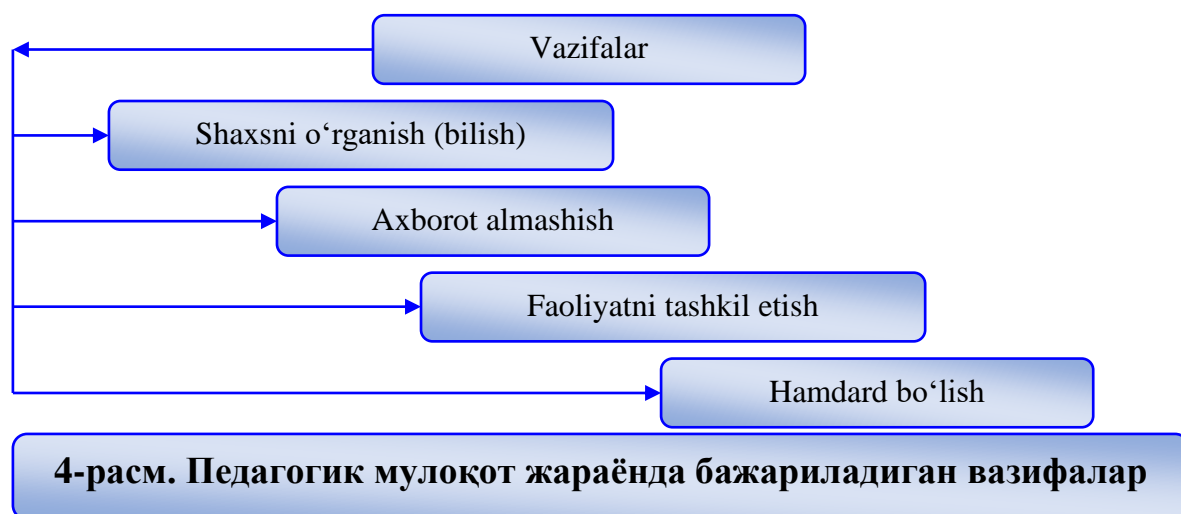 Vazifalar
Shaxsni o‘rganish (bilish)
Axborot almashish
Faoliyatni tashkil etish
Hamdard bo‘lish
4-расм. Педагогик мулоқот жараёнда бажариладиган вазифалар